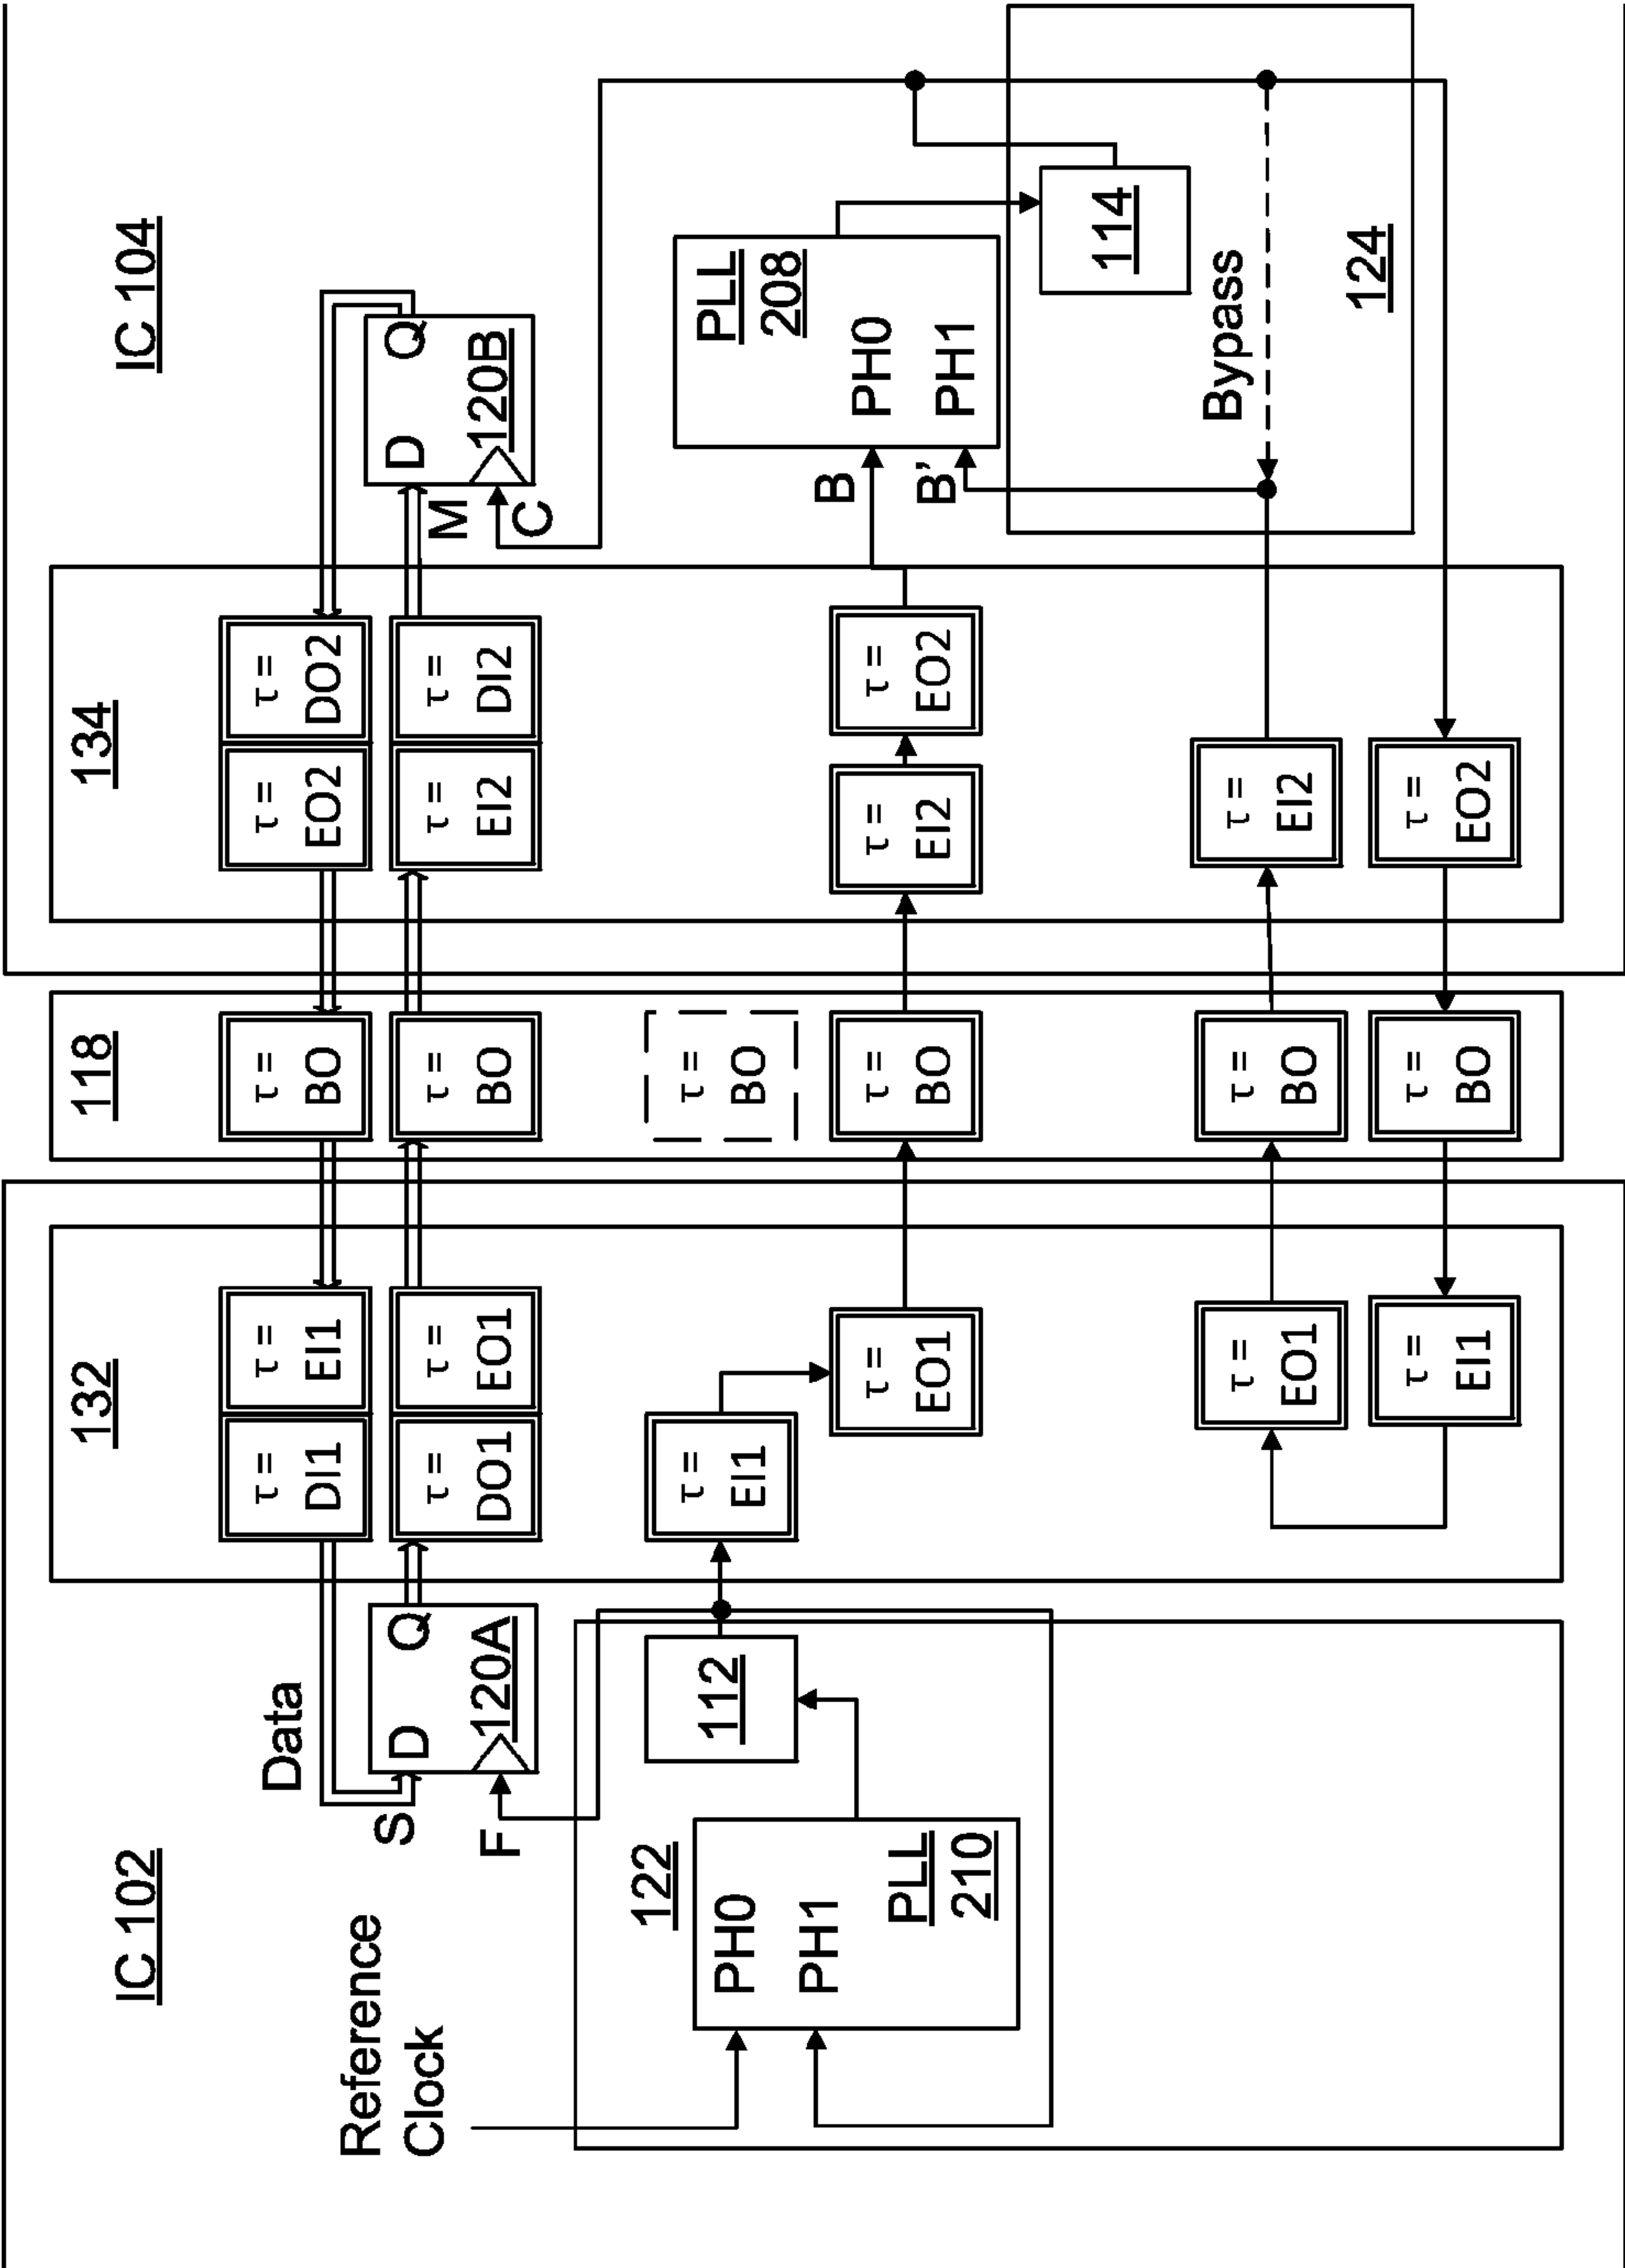 IC 102
IC 104
132
118
134
Reference
Clock
Data
S
D
Q
120A
F
τ =
DI1
τ =
EI1
τ =
BO
τ =
EO2
τ =
DO2
τ =
DO1
τ =
EO1
τ =
BO
τ =
EI2
τ =
DI2
D
Q
120B
M
C
122
PH0
PH1
PLL
210
112
τ =
EI1
τ =
BO
τ =
EO1
τ =
BO
τ =
EI2
τ =
EO2
B
B'
PLL
208
PH0
PH1
114
Bypass
124
τ =
EO1
τ =
BO
τ =
EI2
τ =
EI1
τ =
BO
τ =
EO2